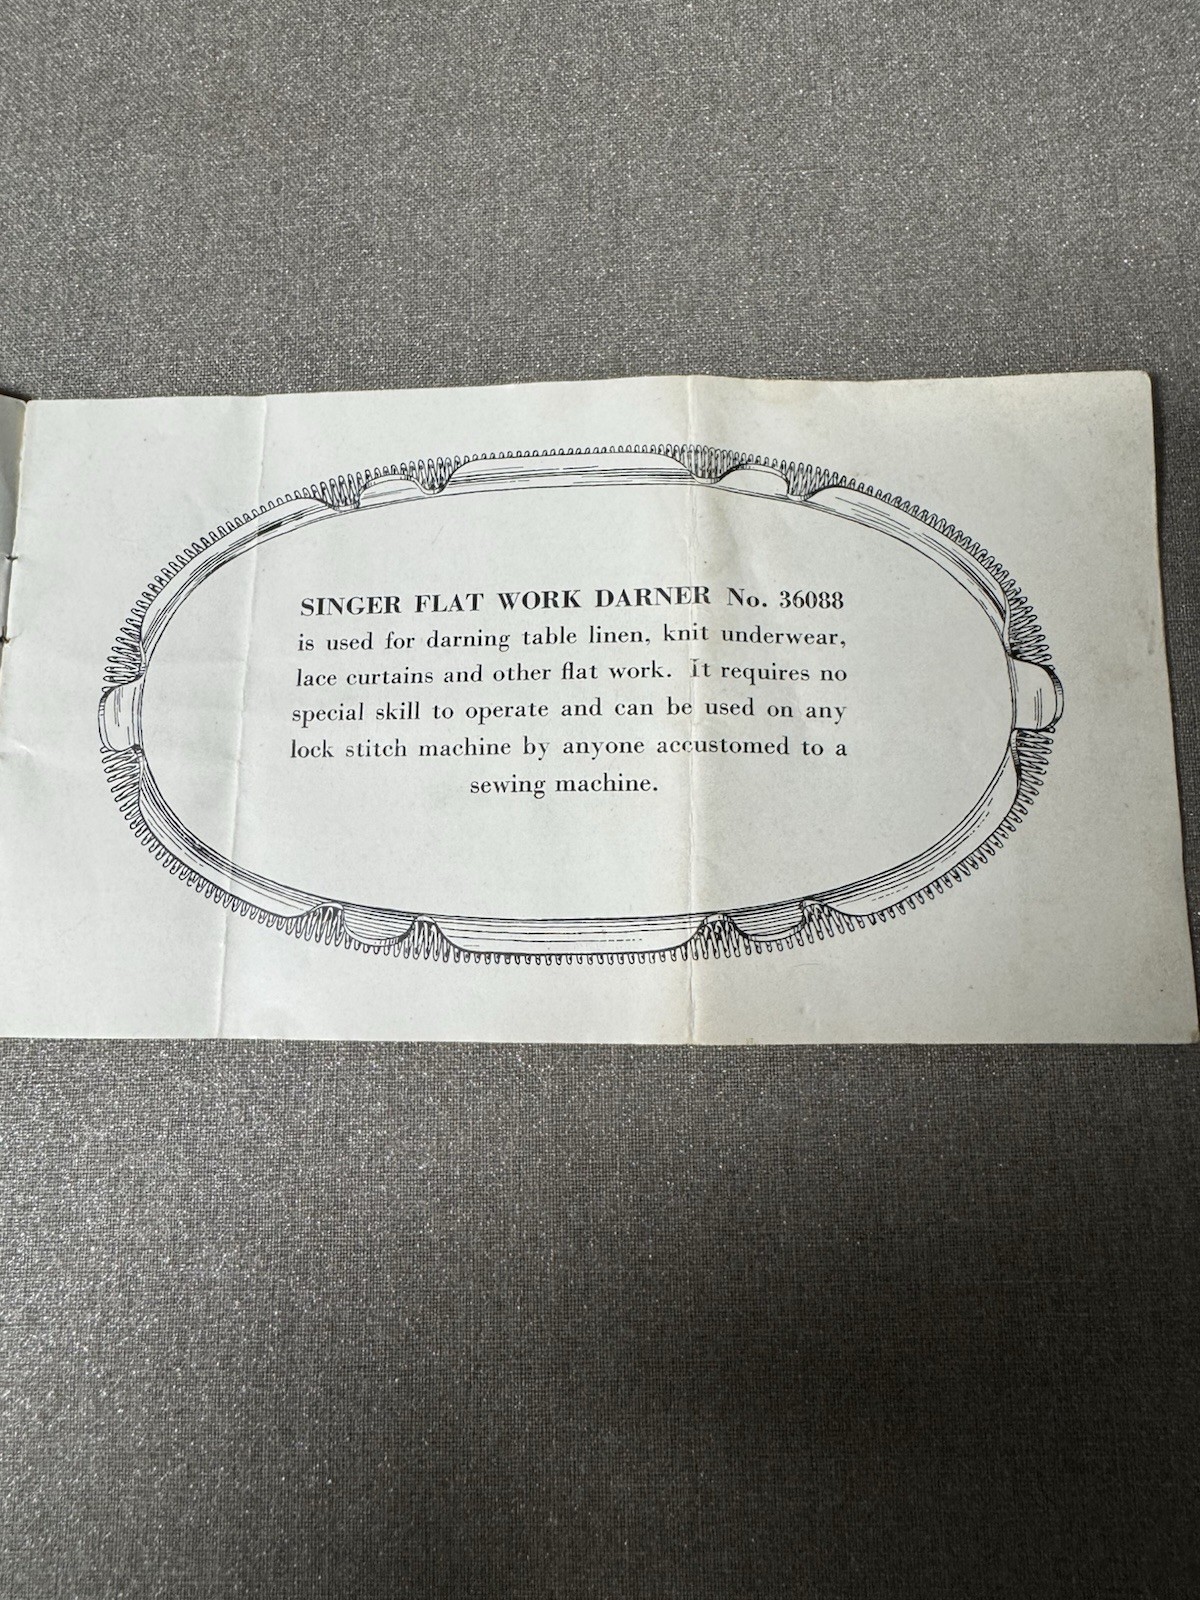 SINGER FLAT WORK DARNER No. 36088
is used for darning table linen, knit underwear,
lace curtains and other flat work. It requires no
special skill to operate and can be used on any
lock stitch machine by anyone accustomed to a
sewing machine.